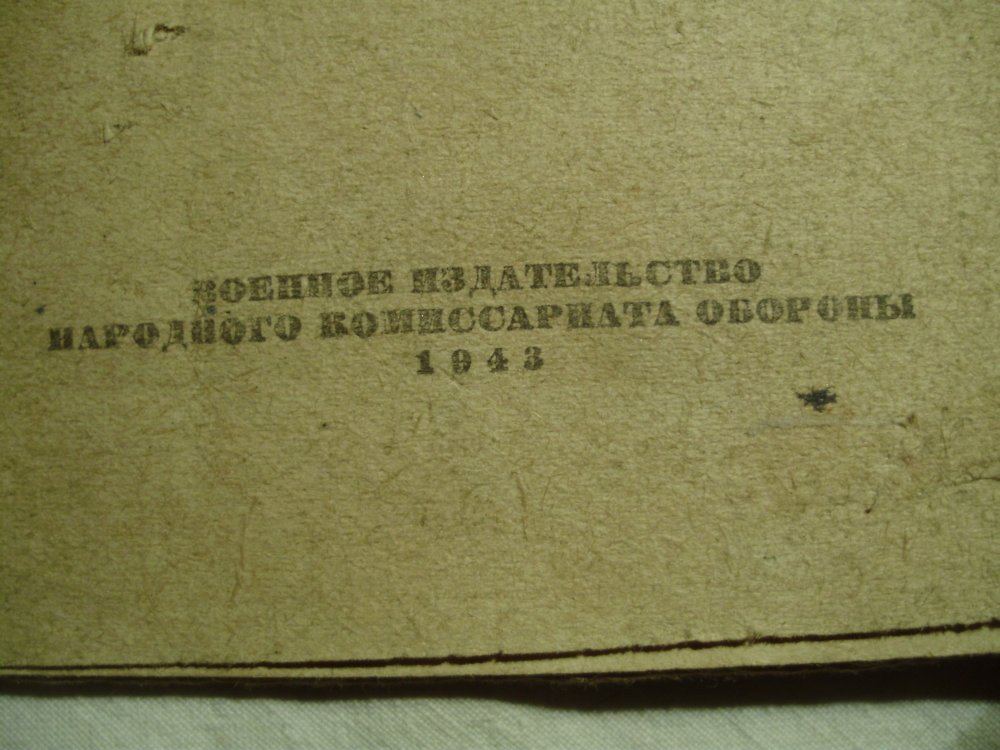 ВОЕННОЕ ИЗДАТЕЛЬСТВО
НАРОДНОГО КОМИССАРИАТА ОБОРОНЫ
1943